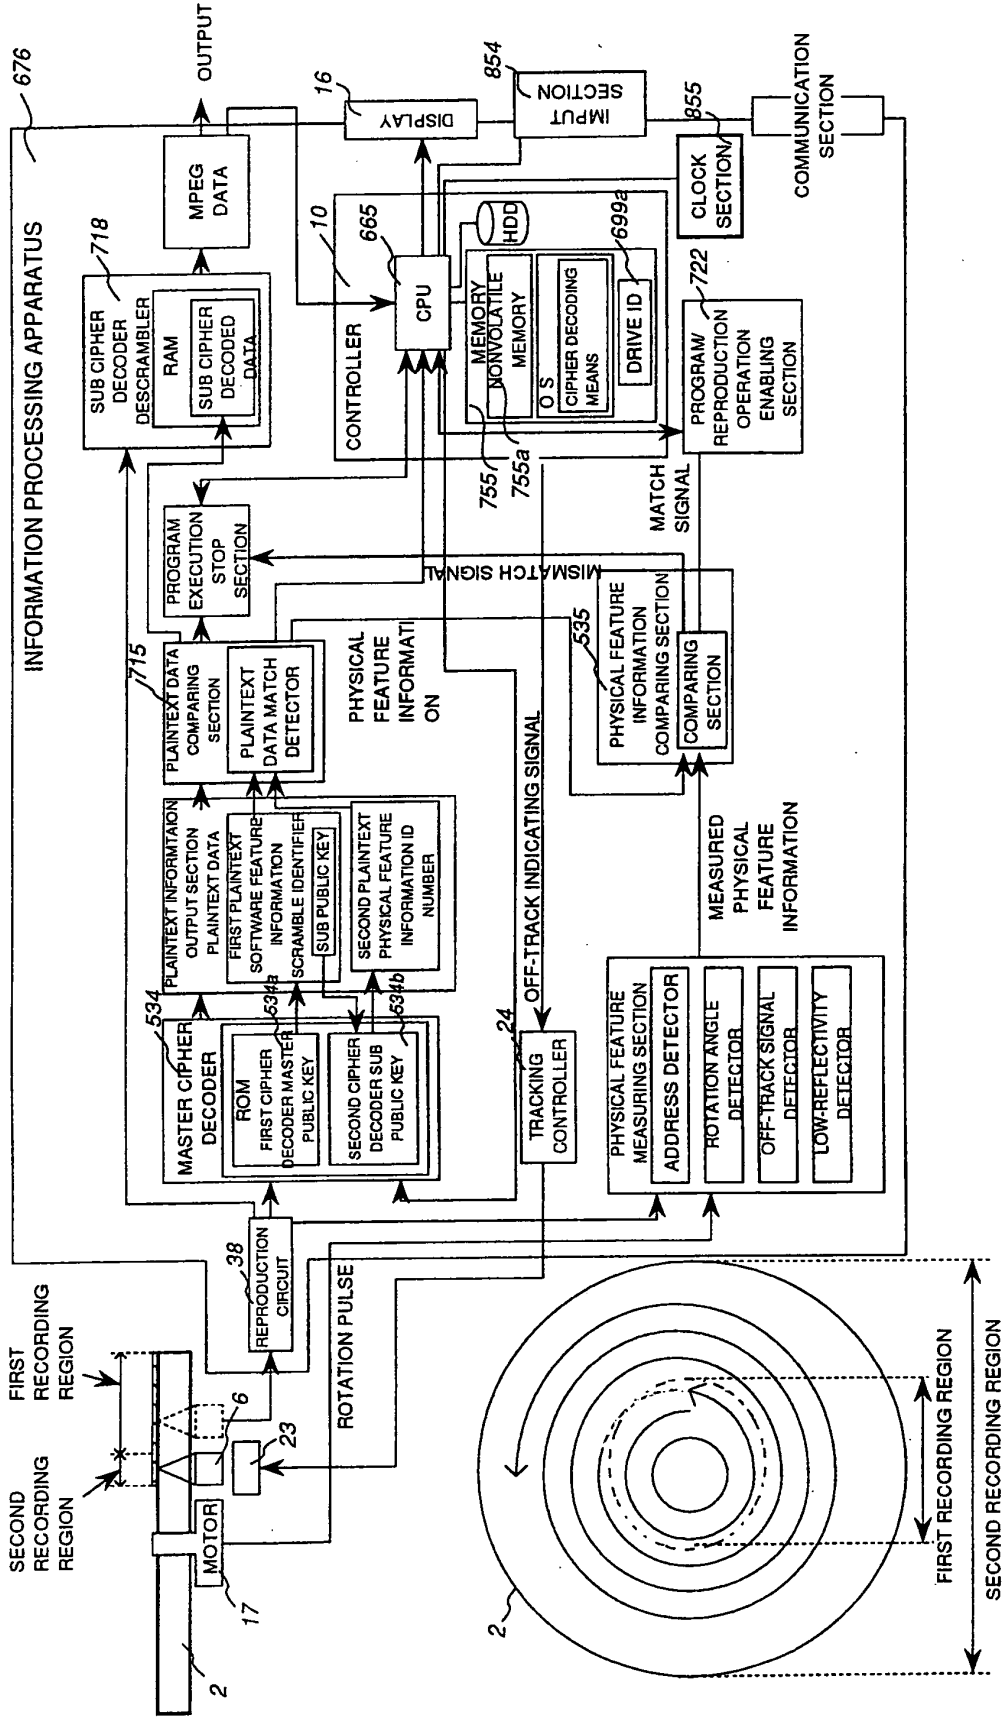 INFORMATION PROCESSING APPARATUS
676
OUTPUT
SECOND
RECORDING
REGION
FIRST
RECORDING
REGION
2
MOTOR
17
6
23
38
REPRODUCTION
CIRCUIT
ROTATION PULSE
MASTER CIPHER
DECODER
534
ROM
FIRST CIPHER
DECODER MASTER
PUBLIC KEY
534a
SECOND CIPHER
DECODER SUB
PUBLIC KEY
534b
PLAINTEXT INFORMTAION
OUTPUT SECTION
PLAINTEXT DATA
FIRST PLAINTEXT
SOFTWARE FEATURE
INFORMATION
SCRAMBLE IDENTIFIER
SUB PUBLIC KEY
SECOND PLAINTEXT
PHYSICAL FEATURE
INFORMATION ID
NUMBER
PLAINTEXT DATA
COMPARING
SECTION
715
PLAINTEXT
DATA MATCH
DETECTOR
PROGRAM
EXECUTION
STOP
SECTION
SUB CIPHER
DECODER
DESCRAMBLER
718
RAM
SUB CIPHER
DECODED
DATA
MPEG
DATA
PHYSICAL
FEATURE
INFORMATI
ON
MISMATCH SIGNAL
CONTROLLER
10
665
CPU
MEMORY
NONVOLATILE
MEMORY
755
755a
O S
CIPHER DECODING
MEANS
DRIVE ID
699a
HDD
DISPLAY
16
IMPUT
SECTION
854
CLOCK
SECTION
855
COMMUNICATION
SECTION
24
TRACKING
CONTROLLER
OFF-TRACK INDICATING SIGNAL
535
PHYSICAL FEATURE
INFORMATION
COMPARING SECTION
COMPARING
SECTION
MATCH
SIGNAL
PROGRAM/
REPRODUCTION
OPERATION
ENABLING
SECTION
722
PHYSICAL FEATURE
MEASURING SECTION
ADDRESS DETECTOR
ROTATION ANGLE
DETECTOR
OFF-TRACK SIGNAL
DETECTOR
LOW-REFLECTIVITY
DETECTOR
MEASURED
PHYSICAL
FEATURE
INFORMATION
2
FIRST RECORDING REGION
SECOND RECORDING REGION